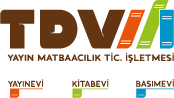 TDV
YAYIN MATBAACILIK TİC. İŞLETMESİ
YAYINEVİ KİTABEVİ BASIMEVİ